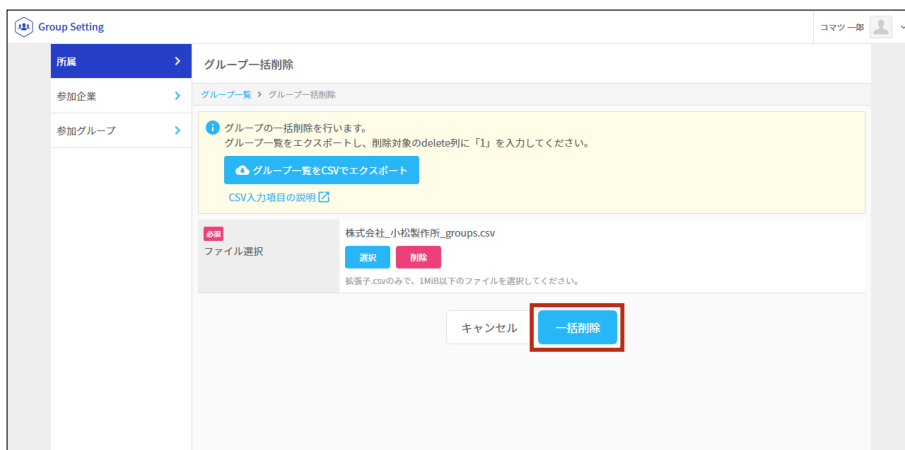 Group Setting
コマツ 一郎
所属
参加企業
参加グループ
グループ一括削除
グループ一覧 > グループ一括削除
グループの一括削除を行います。
グループ一覧をエクスポートし、削除対象のdelete列に「1」を入力してください。
グループ一覧をCSVでエクスポート
CSV入力項目の説明
必須
ファイル選択
株式会社_小松製作所_groups.csv
選択 削除
拡張子.csvのみで、1MiB以下のファイルを選択してください。
キャンセル 一括削除